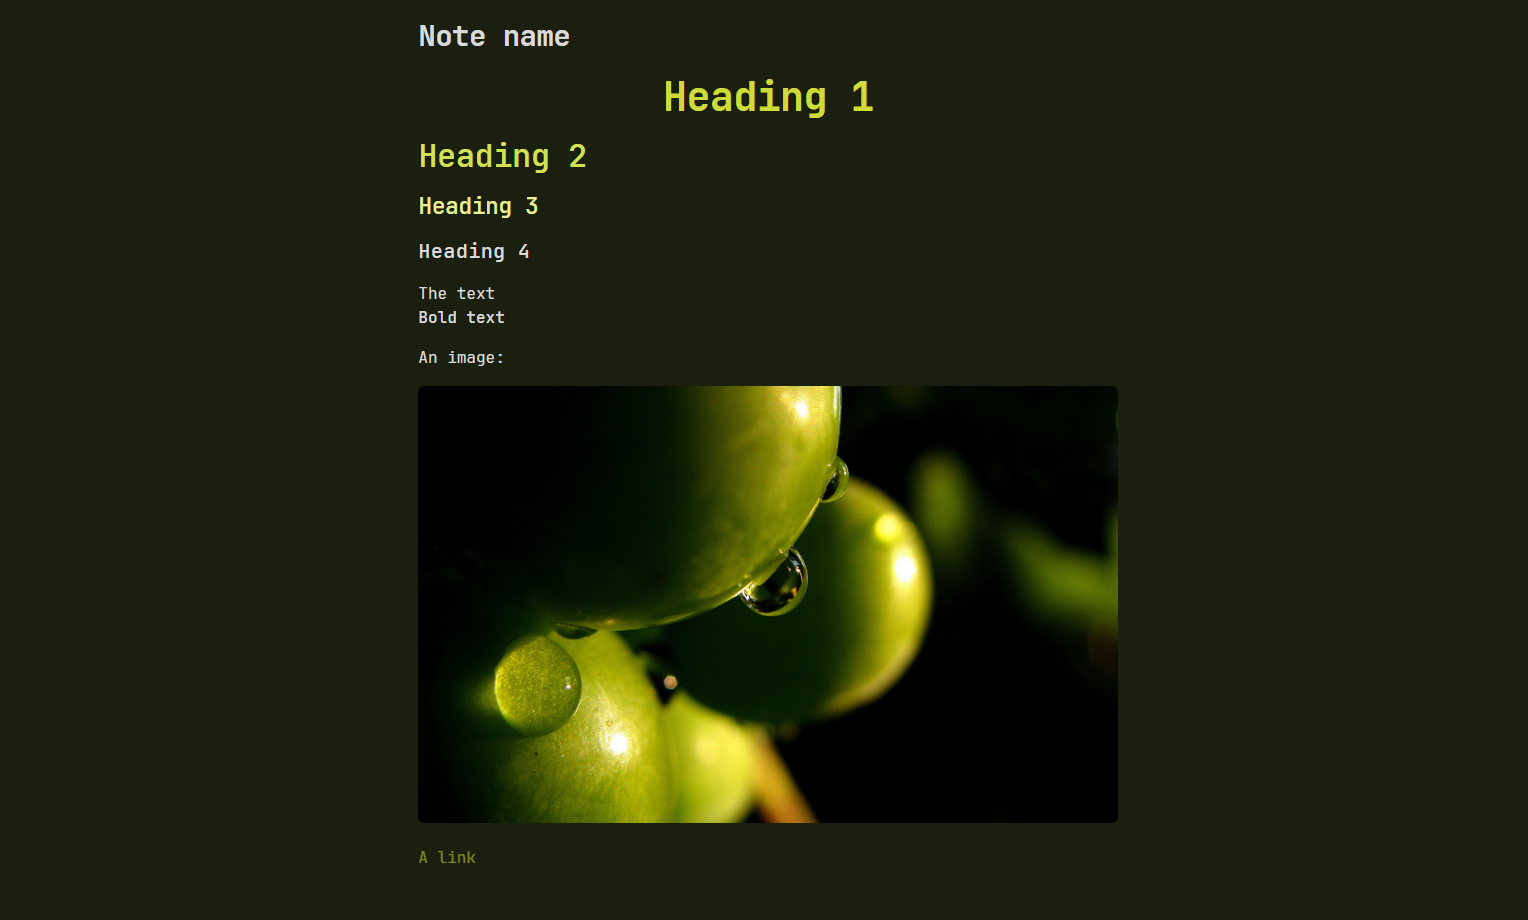 Note name
Heading 1
Heading 2
Heading 3
Heading 4
The text
Bold text
An image:
A link